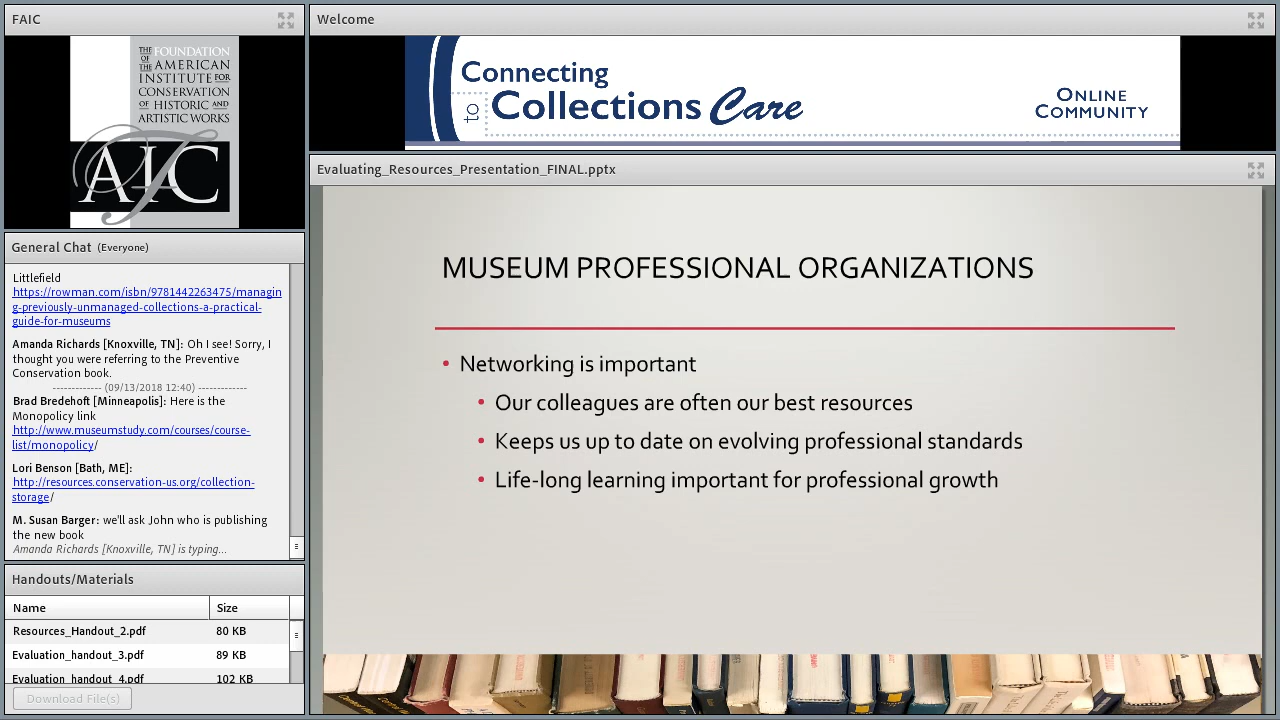 FAIC
THE FOUNDATION
OF THE AMERICAN
INSTITUTE FOR
CONSERVATION
OF HISTORIC AND
ARTISTIC WORKS
FAIC
General Chat (Everyone)
Littlefield
https://rowman.com/isbn/9781442263475/managin
g-previously-unmanaged-collections-a-practical-
guide-for-museums
Amanda Richards [Knoxville, TN]: Oh I see! Sorry, I
thought you were referring to the Preventive
Conservation book.
------------- (09/13/2018 12:40) -------------
Brad Bredehoft [Minneapolis]: Here is the
Monopolicy link
http://www.museumstudy.com/courses/course-
list/monopolicy/
Lori Benson [Bath, ME]:
http://resources.conservation-us.org/collection-
storage/
M. Susan Barger: we'll ask John who is publishing
the new book
Amanda Richards [Knoxville, TN] is typing...
Handouts/Materials
Name Size
Resources_Handout_2.pdf 80 KB
Evaluation_handout_3.pdf 89 KB
Evaluation_handout_4.pdf 102 KB
Download File(s)
Welcome
Connecting
to Collections Care
ONLINE
COMMUNITY
Evaluating_Resources_Presentation_FINAL.pptx
MUSEUM PROFESSIONAL ORGANIZATIONS
• Networking is important
• Our colleagues are often our best resources
• Keeps us up to date on evolving professional standards
• Life-long learning important for professional growth